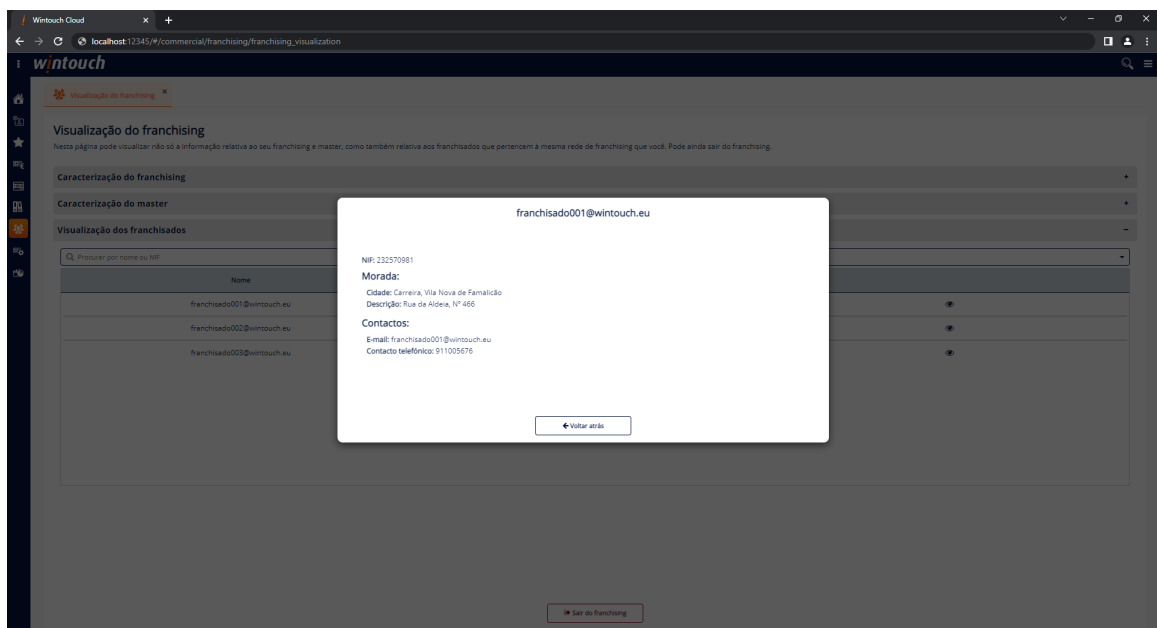 Wintouch Cloud
localhost:12345/#/commercial/franchising/franchising_visualization
wintouch
Visualização do franchising
Visualização do franchising
Nesta página pode visualizar não só a informação relativa ao seu franchising e master, como também relativa aos franchisados que pertencem à mesma rede de franchising que você. Pode ainda sair do franchising.
Caracterização do franchising
Caracterização do master
Visualização dos franchisados
Procurar por nome ou NIF
Nome
franchisado001@wintouch.eu
franchisado002@wintouch.eu
franchisado003@wintouch.eu
franchisado001@wintouch.eu
NIF: 232570981
Morada:
Cidade: Carreira, Vila Nova de Famalicão
Descrição: Rua da Aldeia, Nº 466
Contactos:
E-mail: franchisado001@wintouch.eu
Contacto telefónico: 911005676
Voltar atrás
Sair do franchising